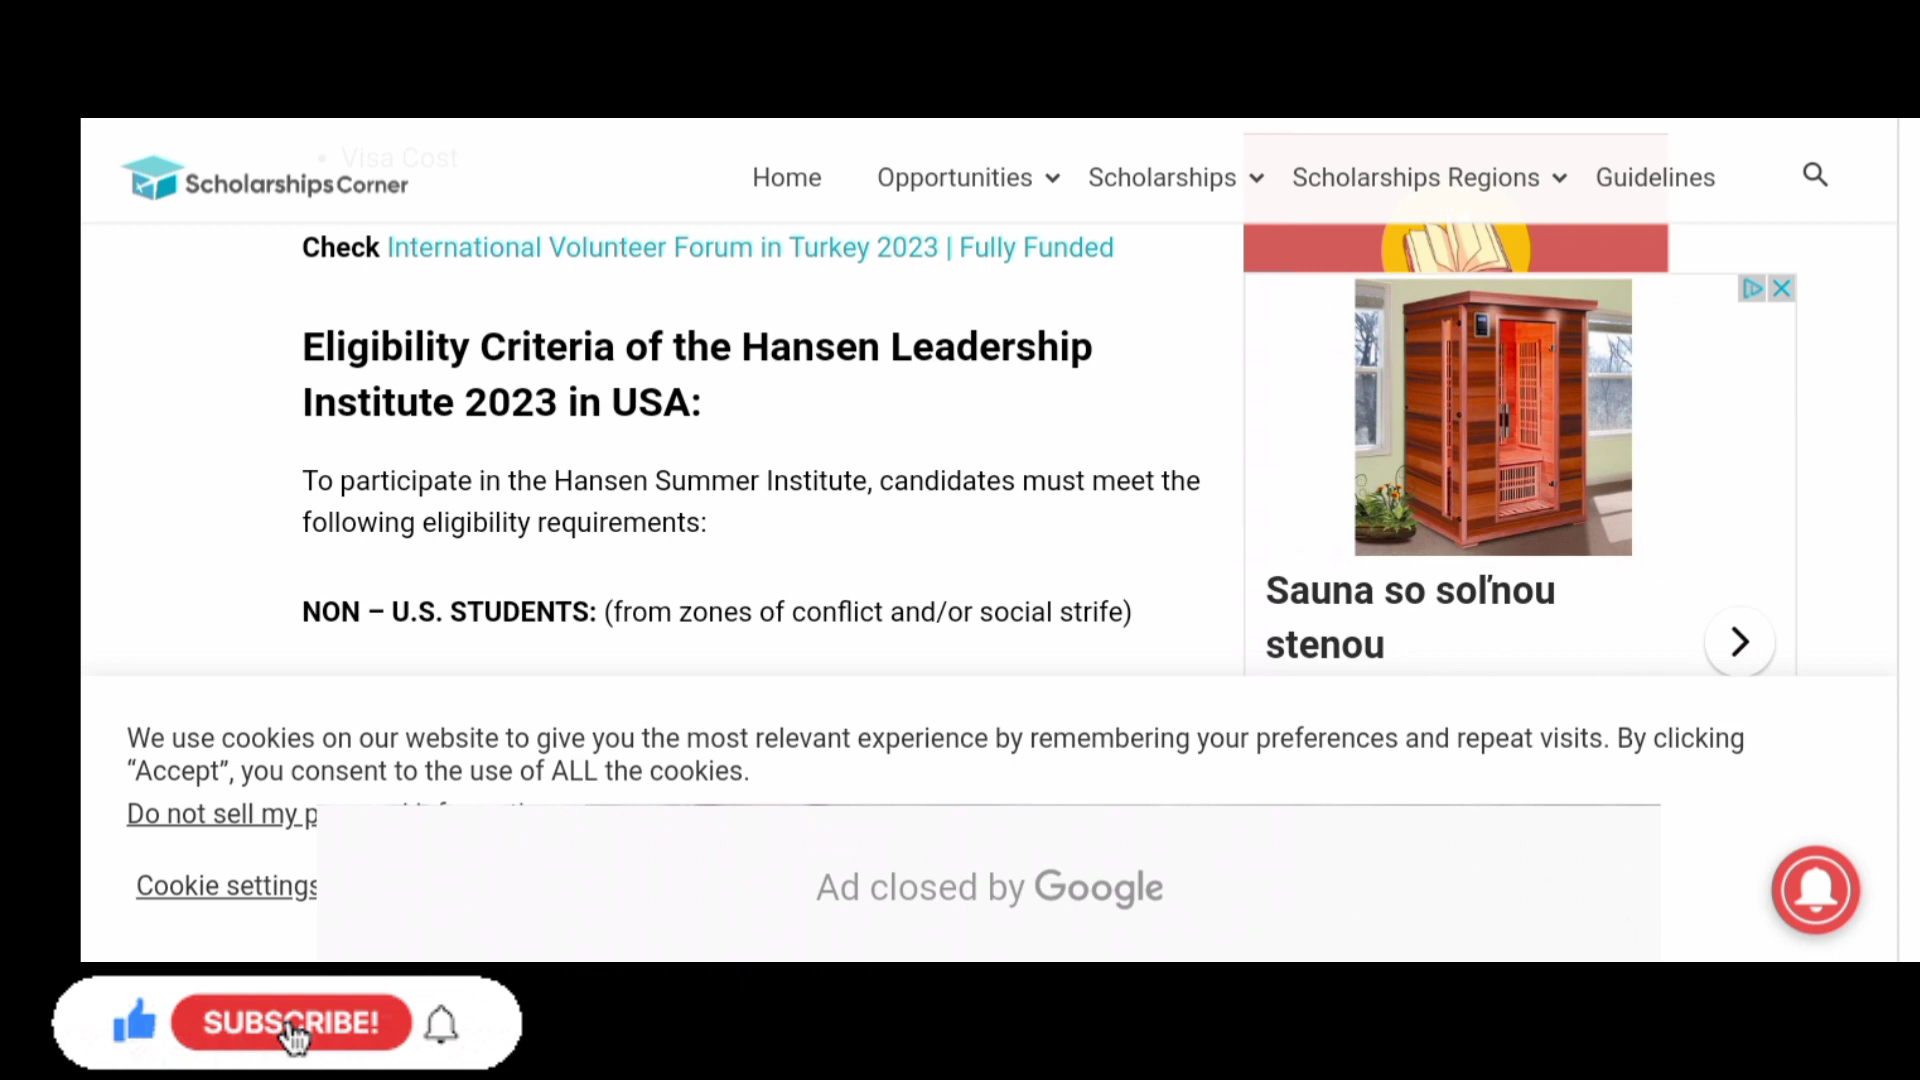 Visa Cost
ScholarshipsCorner
Home Opportunities Scholarships Scholarships Regions Guidelines
Check International Volunteer Forum in Turkey 2023 | Fully Funded
Eligibility Criteria of the Hansen Leadership
Institute 2023 in USA:
To participate in the Hansen Summer Institute, candidates must meet the
following eligibility requirements:
NON – U.S. STUDENTS: (from zones of conflict and/or social strife)
Sauna so soľnou
stenou
We use cookies on our website to give you the most relevant experience by remembering your preferences and repeat visits. By clicking
“Accept”, you consent to the use of ALL the cookies.
Do not sell my
Cookie settings
Ad closed by Google
SUBSCRIBE!